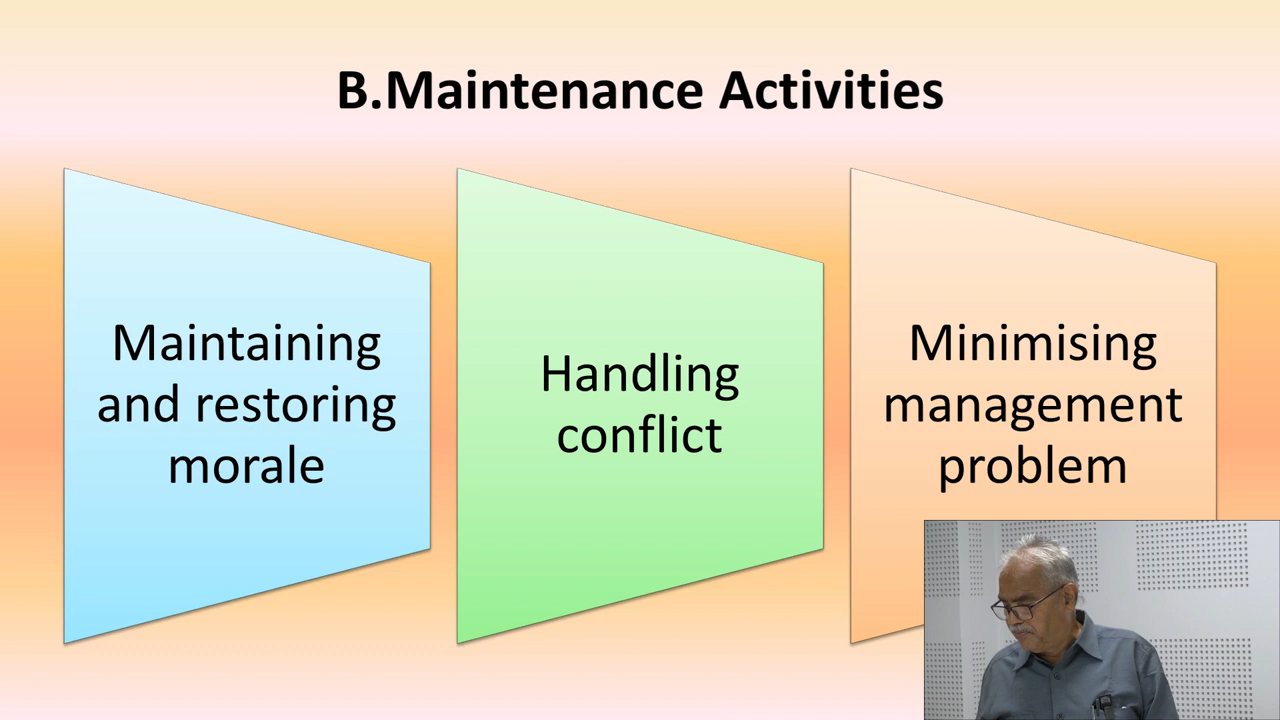 B.Maintenance Activities
Maintaining
and restoring
morale
Handling
conflict
Minimising
management
problem